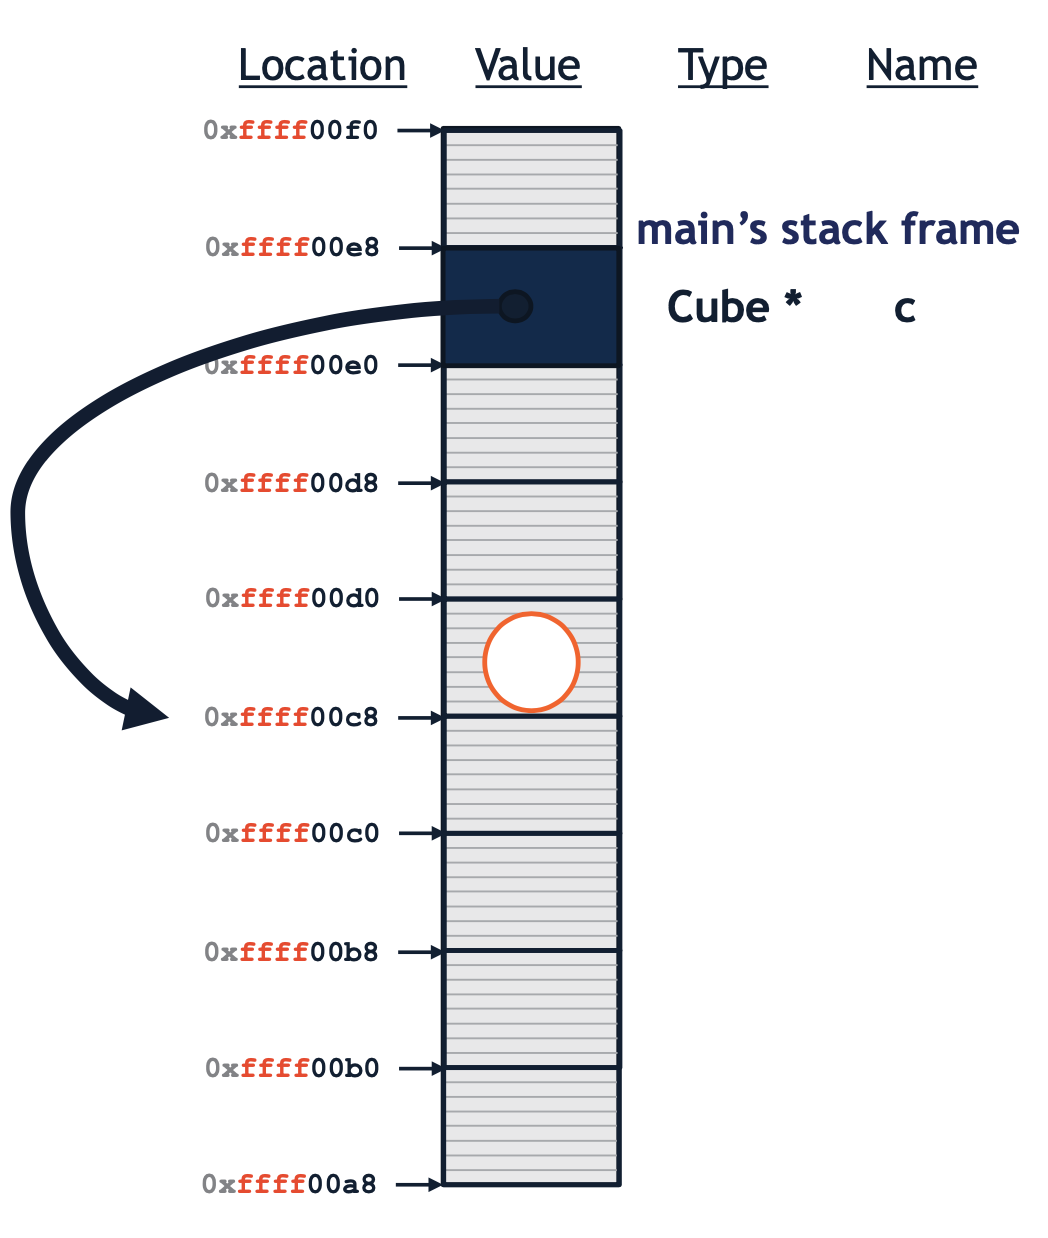 Location Value Type Name
0xffff00f0
main’s stack frame
0xffff00e8
Cube * c
0xffff00e0
0xffff00d8
0xffff00d0
0xffff00c8
0xffff00c0
0xffff00b8
0xffff00b0
0xffff00a8